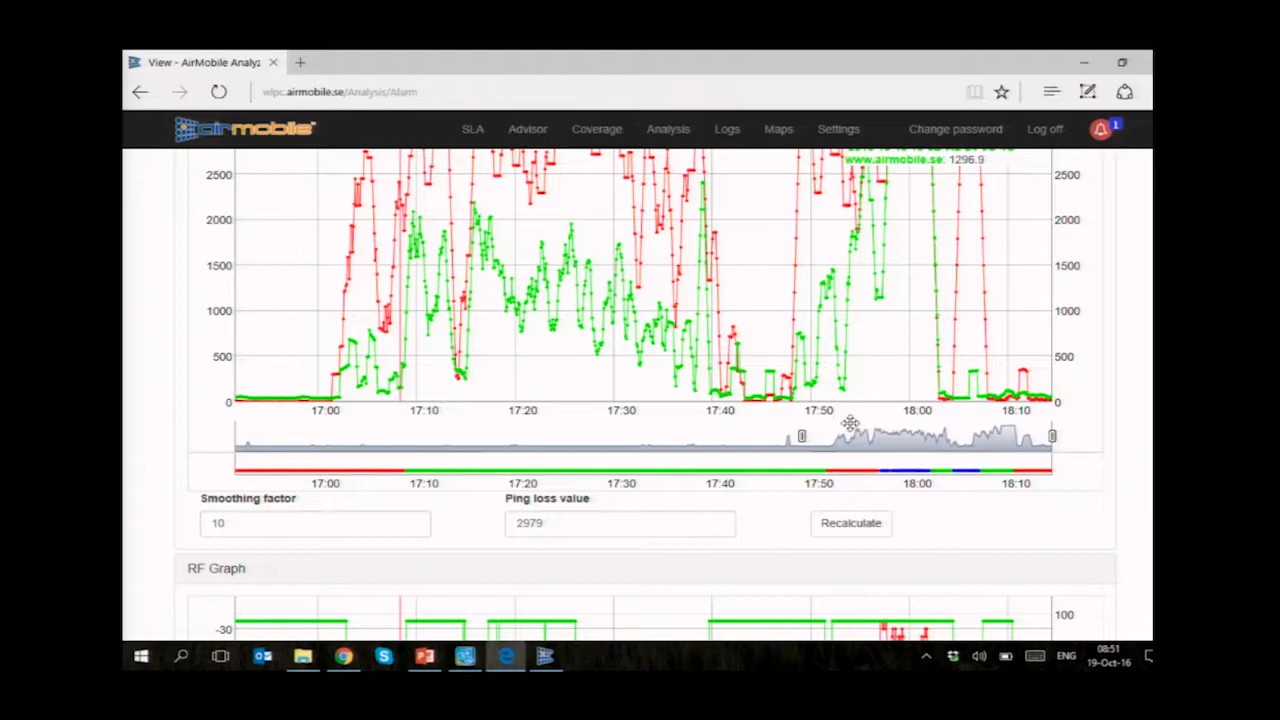 View - AirMobile Analyz
wlpc.airmobile.se/Analysis/Alarm
airmobile
SLA Advisor Coverage Analysis Logs Maps Settings Change password Log off 1
www.airmobile.se: 1296.9
2500 2500
2000 2000
1500 1500
1000 1000
500 500
0 0
17:00 17:10 17:20 17:30 17:40 17:50 18:00 18:10
17:00 17:10 17:20 17:30 17:40 17:50 18:00 18:10
Smoothing factor Ping loss value
10 2979 Recalculate
RF Graph
100
-30
ENG 08:51
19-Oct-16